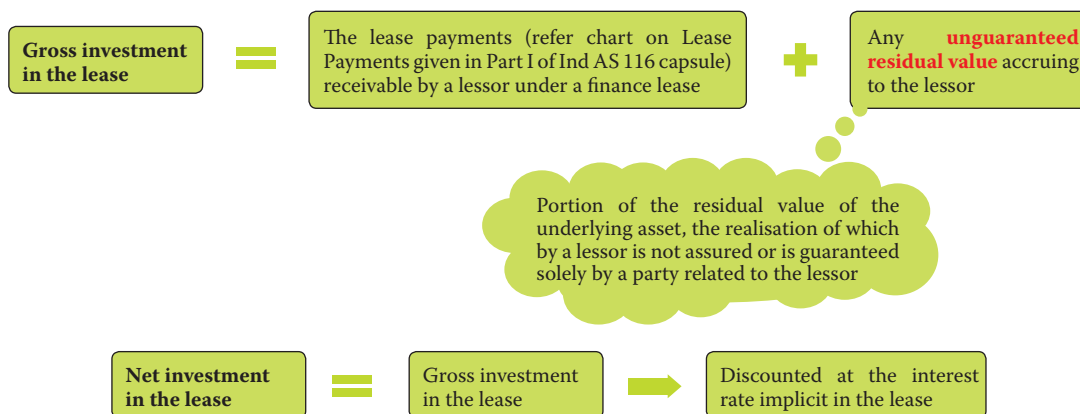 Gross investment
in the lease
The lease payments (refer chart on Lease
Payments given in Part I of Ind AS 116 capsule)
receivable by a lessor under a finance lease
Any unguaranteed
residual value accruing
to the lessor
Portion of the residual value of the
underlying asset, the realisation of which
by a lessor is not assured or is guaranteed
solely by a party related to the lessor
Net investment
in the lease
Gross investment
in the lease
Discounted at the interest
rate implicit in the lease